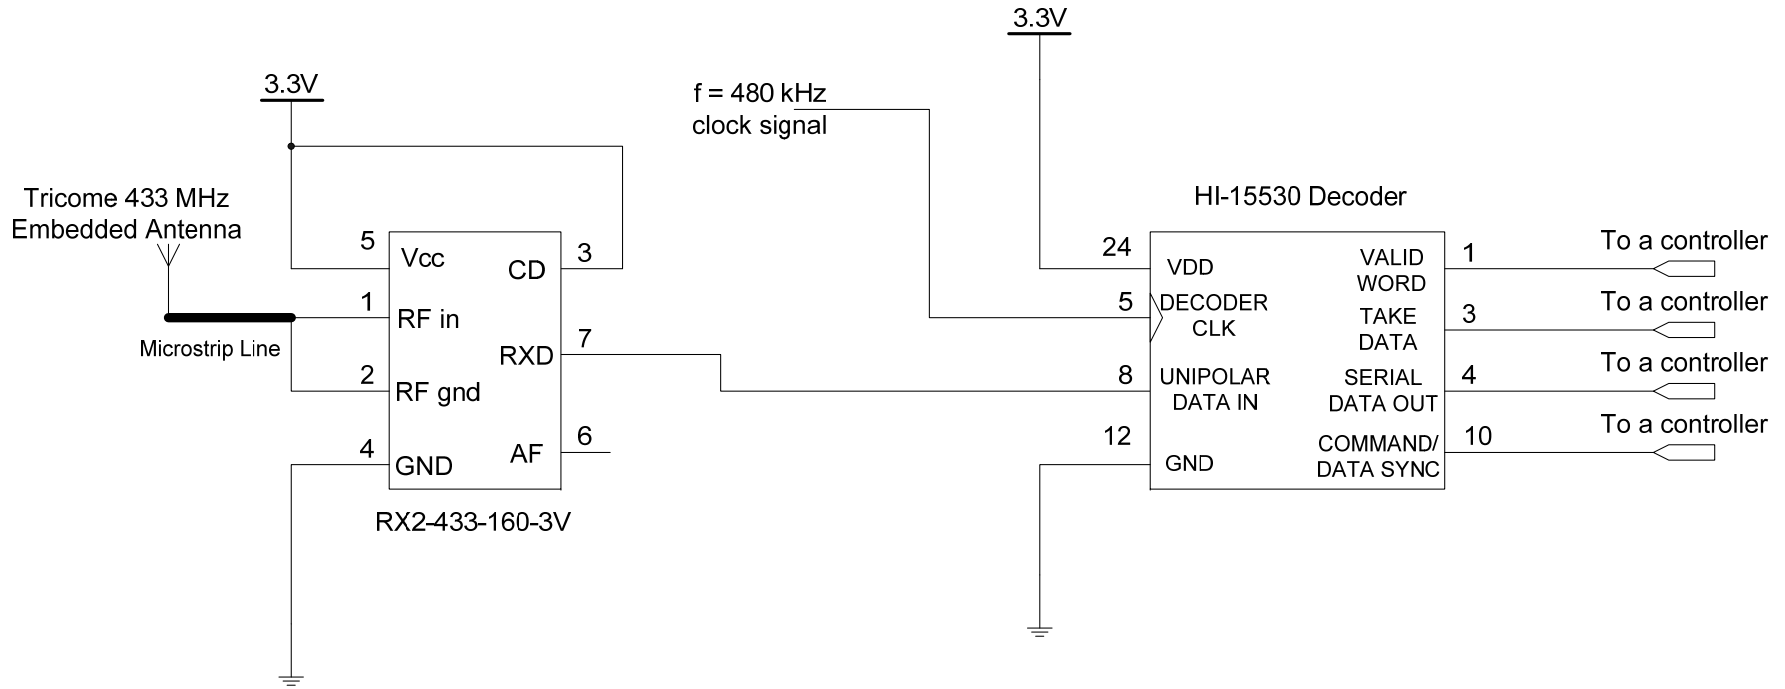 3.3V
3.3V
f = 480 kHz
clock signal
Tricome 433 MHz
Embedded Antenna
Microstrip Line
5
1
2
4
Vcc
RF in
RF gnd
GND
CD
RXD
AF
3
7
6
RX2-433-160-3V
HI-15530 Decoder
24
5
8
12
VDD
DECODER
CLK
UNIPOLAR
DATA IN
GND
VALID
WORD
TAKE
DATA
SERIAL
DATA OUT
COMMAND/
DATA SYNC
1
3
4
10
To a controller
To a controller
To a controller
To a controller